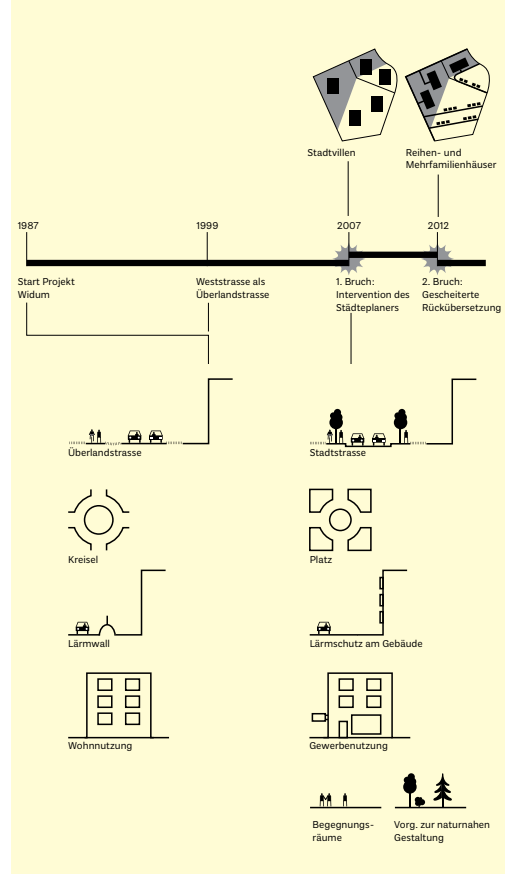 Stadtvillen
Reihen- und
Mehrfamilienhäuser
1987
1999
2007
2012
Start Projekt
Widum
Weststrasse als
Überlandstrasse
1. Bruch:
Intervention des
Städteplaners
2. Bruch:
Gescheiterte
Rückübersetzung
Überlandstrasse
Stadtstrasse
Kreisel
Platz
Lärmwall
Lärmschutz am Gebäude
Wohnnutzung
Gewerbenutzung
Begegnungs-
räume
Vorg. zur naturnahen
Gestaltung